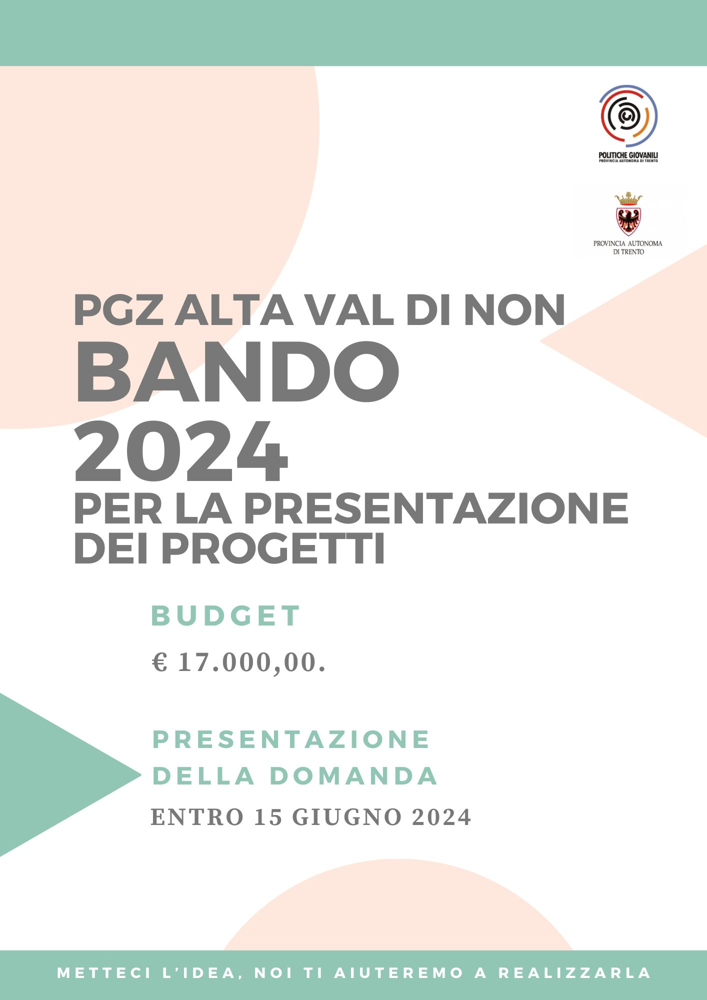 POLITICHE GIOVANILI
PROVINCIA AUTONOMA DI TRENTO
PROVINCIA AUTONOMA
DI TRENTO
PGZ ALTA VAL DI NON
BANDO
2024
PER LA PRESENTAZIONE
DEI PROGETTI
BUDGET
€ 17.000,00.
PRESENTAZIONE
DELLA DOMANDA
ENTRO 15 GIUGNO 2024
METTECI L'IDEA, NOI TI AIUTEREMO A REALIZZARLA